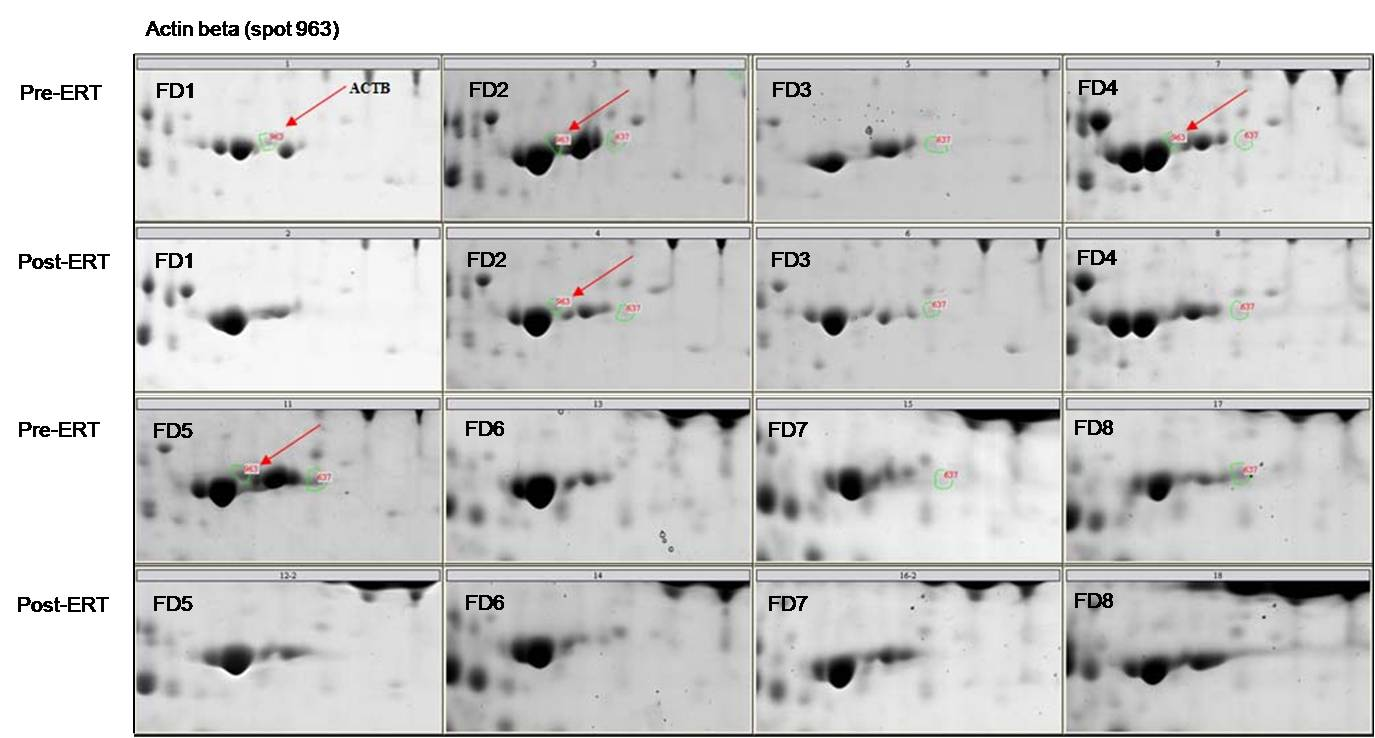 Actin beta (spot 963)
1 3 5 7
Pre-ERT FD1 963 ACTB FD2 963 637 FD3 637 FD4 963 637
2 4 6 8
Post-ERT FD1 FD2 963 637 FD3 637 FD4 637
11 13 15 17
Pre-ERT FD5 963 637 FD6 FD7 637 FD8 637
12-2 14 16-2 18
Post-ERT FD5 FD6 FD7 FD8